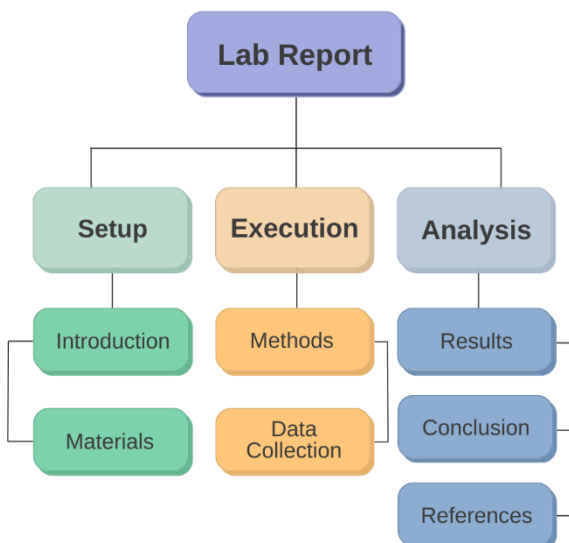 Lab Report
Setup
Execution
Analysis
Introduction
Methods
Results
Materials
Data
Collection
Conclusion
References